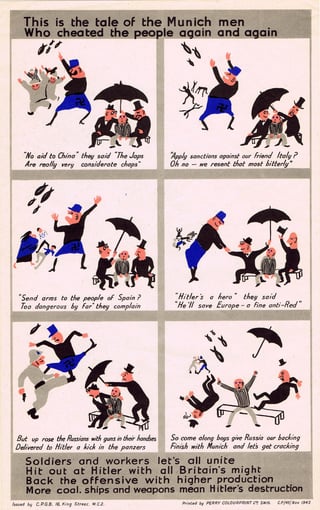 This is the tale of the Munich men
Who cheated the people again and again
"No aid to China" they said "The Japs
Are really very considerate chaps"
"Apply sanctions against our friend Italy?
Oh no – we resent that most bitterly"
"Send arms to the people of Spain?
Too dangerous by far" they complain
"Hitler's a hero" they said
"He'll save Europe – a fine anti-Red"
But up rose the Russians with guns in their handies
Delivered to Hitler a kick in the panzers
So come along boys give Russia our backing
Finish with Munich and lets get cracking
Soldiers and workers let's all unite
Hit out at Hitler with all Britain's might
Back the offensive with higher production
More coal, ships and weapons mean Hitler's destruction
Issued by C.P.G.B. 16, King Street, W.C.2.
Printed by PERRY COLOURPRINT LTD. SW15.